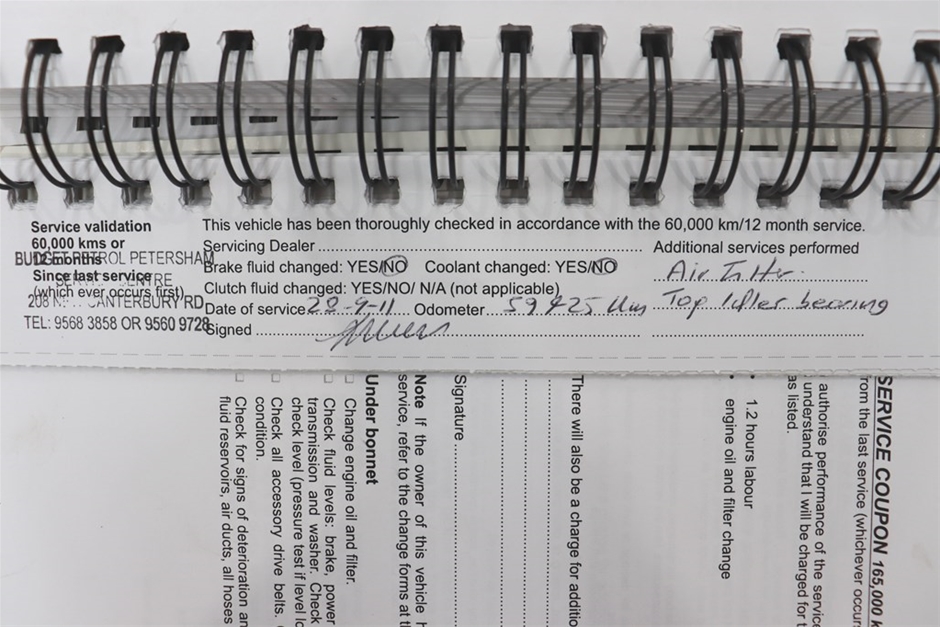 Service validation
60,000 kms or
12 months
Since last service
(which ever occurs first)
BUDGET PETROL PETERSHAM
CENTRE
CANTERBURY RD
TEL: 9568 3858 OR 9560 9728
This vehicle has been thoroughly checked in accordance with the 60,000 km/12 month service.
Servicing Dealer
Brake fluid changed: YES/NO Coolant changed: YES/NO
Clutch fluid changed: YES/NO/ N/A (not applicable)
Date of service 22-9-11 Odometer 59425 Km
Signed
Additional services performed
Air Filter.
Top idler bearing
SERVICE COUPON 165,000 k
from the last service (whichever occurs
authorise performance of the service
understand that I will be charged for t
as listed.
• 1.2 hours labour
• engine oil and filter change
There will also be a charge for additio
Signature
Note If the owner of this vehicle h
service, refer to the change forms at t
Under bonnet
Change engine oil and filter.
Check fluid levels: brake, power
transmission and washer. Check
check level (pressure test if level lo
Check all accessory drive belts.
condition.
Check for signs of deterioration an
fluid reservoirs, air ducts, all hoses